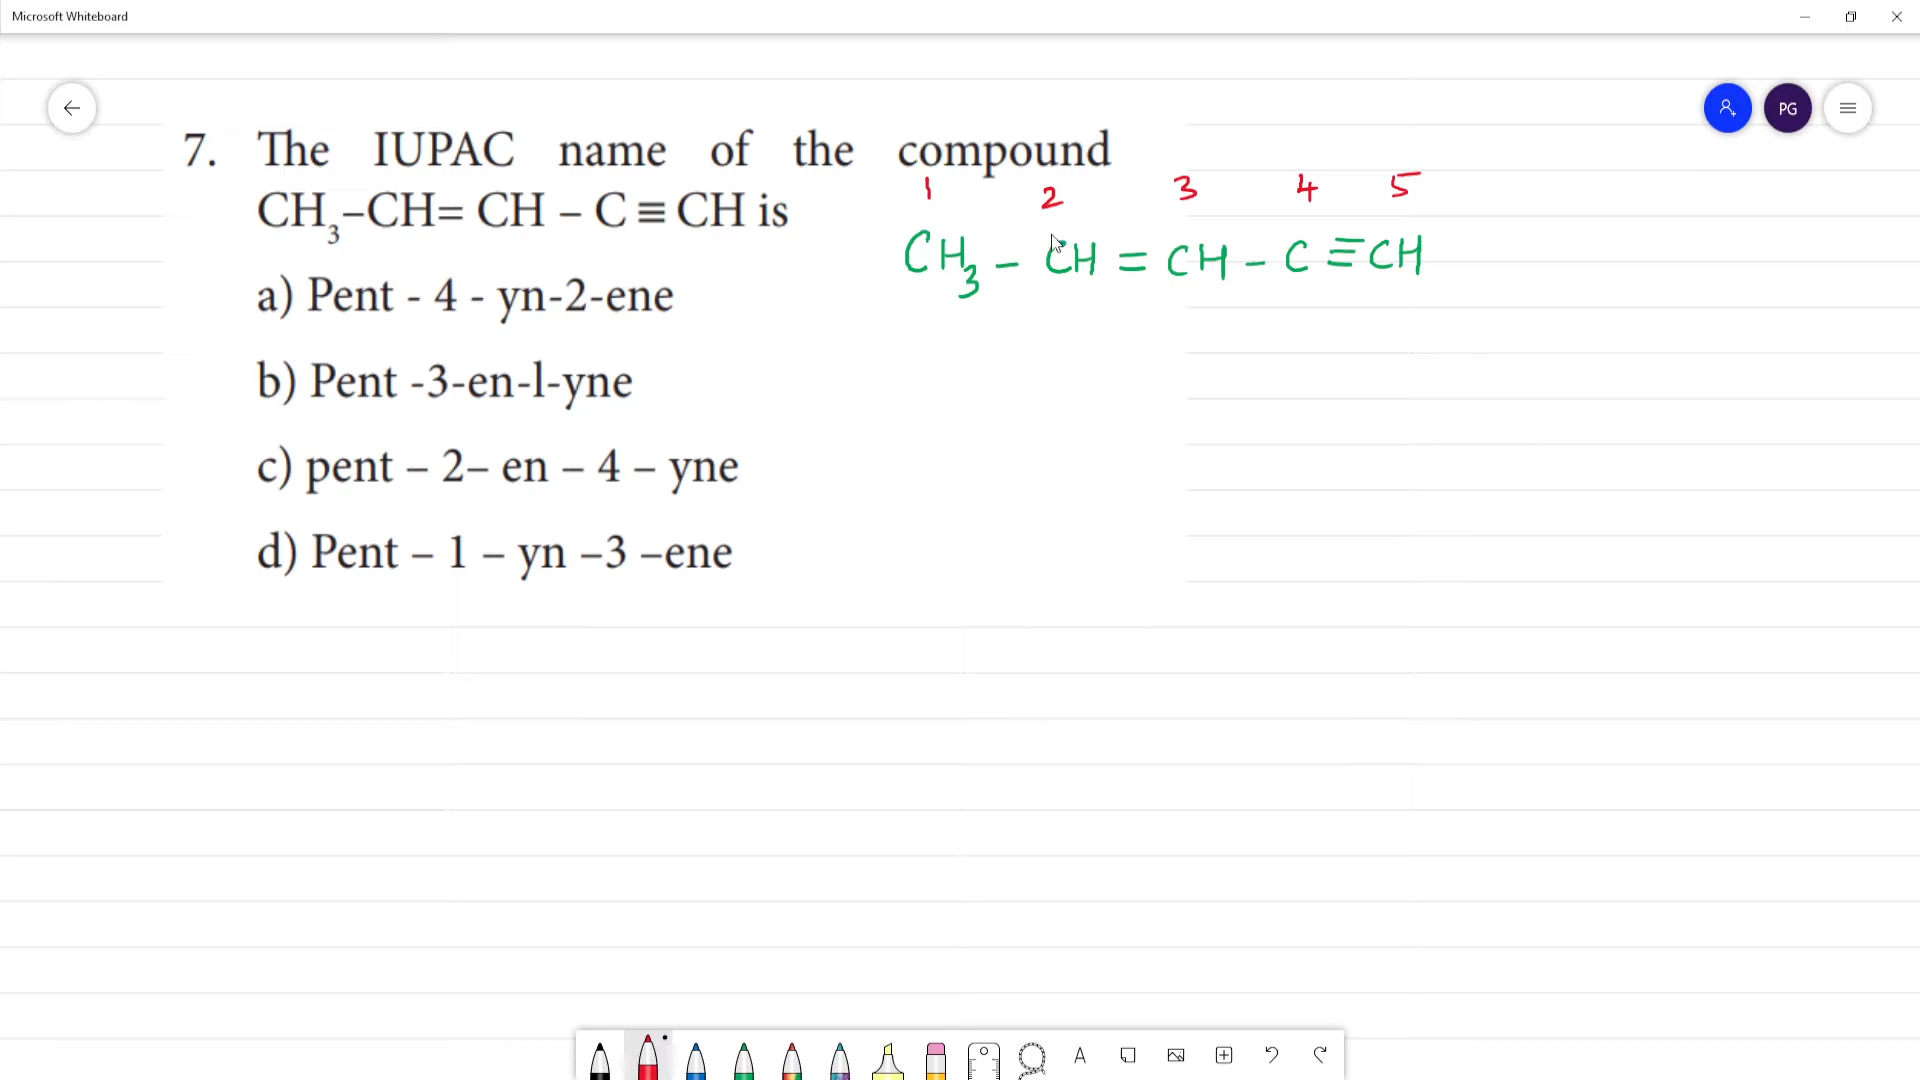 Microsoft Whiteboard
PG
7. The IUPAC name of the compound
CH₃–CH= CH – C ≡ CH is
1 2 3 4 5
CH₃ – CH = CH – C ≡ CH
a) Pent - 4 - yn-2-ene
b) Pent -3-en-l-yne
c) pent – 2– en – 4 – yne
d) Pent – 1 – yn –3 –ene
A